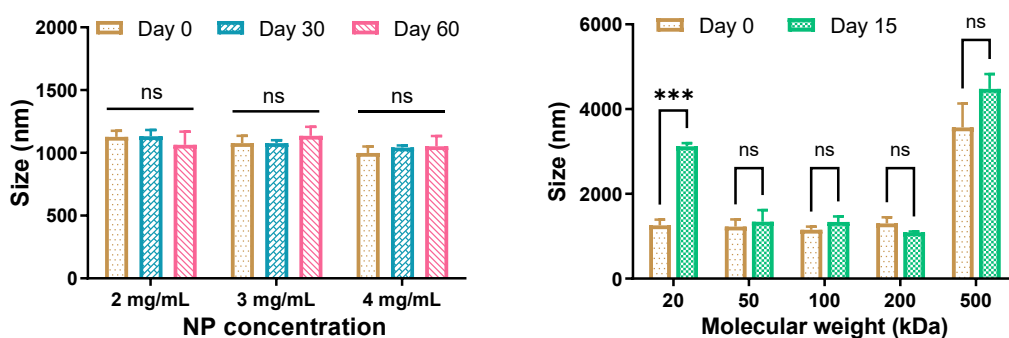 Day 0 Day 30 Day 60
2000
1500
1000
500
0
Size (nm)
ns ns ns
2 mg/mL 3 mg/mL 4 mg/mL
NP concentration
Day 0 Day 15
6000
4000
2000
0
Size (nm)
*** ns ns ns ns
20 50 100 200 500
Molecular weight (kDa)